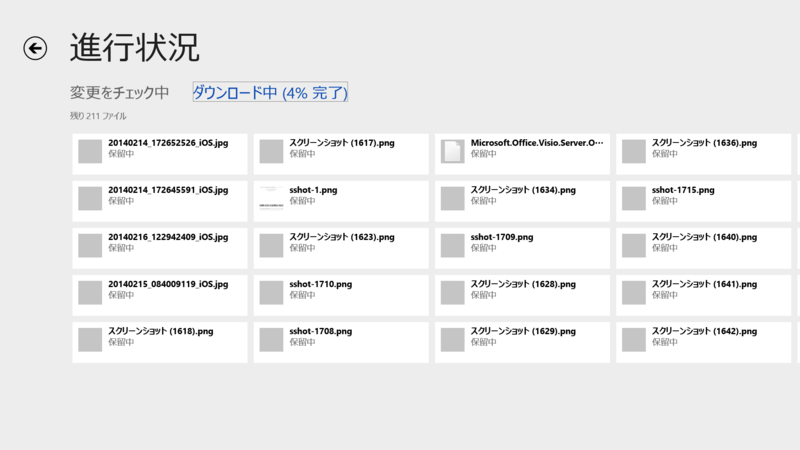 進行状況
変更をチェック中 ダウンロード中 (4% 完了)
残り 211 ファイル
20140214_172652526_iOS.jpg
保留中
20140214_172645591_iOS.jpg
保留中
20140216_122942409_iOS.jpg
保留中
20140215_084009119_iOS.jpg
保留中
スクリーンショット (1618).png
保留中
スクリーンショット (1617).png
保留中
sshot-1.png
保留中
スクリーンショット (1623).png
保留中
sshot-1710.png
保留中
sshot-1708.png
保留中
Microsoft.Office.Visio.Server.O…
保留中
スクリーンショット (1634).png
保留中
sshot-1709.png
保留中
スクリーンショット (1628).png
保留中
スクリーンショット (1629).png
保留中
スクリーンショット (1636).png
保留中
sshot-1715.png
保留中
スクリーンショット (1640).png
保留中
スクリーンショット (1641).png
保留中
スクリーンショット (1642).png
保留中